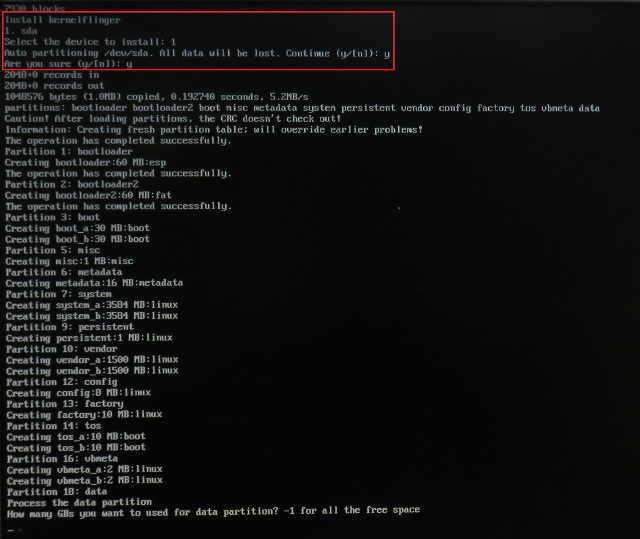 2930 blocks
Install kernelflinger
1. sda
Select the device to install: 1
Auto partitioning /dev/sda. All data will be lost. Continue (y/[n]): y
Are you sure (y/[n]): y
2048+0 records in
2048+0 records out
1048576 bytes (1.0MB) copied, 0.192740 seconds, 5.2MB/s
partitions: bootloader bootloader2 boot misc metadata system persistent vendor config factory tos vbmeta data
Caution! After loading partitions, the CRC doesn't check out!
Information: Creating fresh partition table; will override earlier problems!
The operation has completed successfully.
Partition 1: bootloader
Creating bootloader:60 MB:esp
The operation has completed successfully.
Partition 2: bootloader2
Creating bootloader2:60 MB:fat
The operation has completed successfully.
Partition 3: boot
Creating boot_a:30 MB:boot
Creating boot_b:30 MB:boot
Partition 5: misc
Creating misc:1 MB:misc
Partition 6: metadata
Creating metadata:16 MB:metadata
Partition 7: system
Creating system_a:3584 MB:linux
Creating system_b:3584 MB:linux
Partition 9: persistent
Creating persistent:1 MB:linux
Partition 10: vendor
Creating vendor_a:1500 MB:linux
Creating vendor_b:1500 MB:linux
Partition 12: config
Creating config:8 MB:linux
Partition 13: factory
Creating factory:10 MB:linux
Partition 14: tos
Creating tos_a:10 MB:boot
Creating tos_b:10 MB:boot
Partition 16: vbmeta
Creating vbmeta_a:2 MB:linux
Creating vbmeta_b:2 MB:linux
Partition 18: data
Process the data partition
How many GBs you want to used for data partition? -1 for all the free space